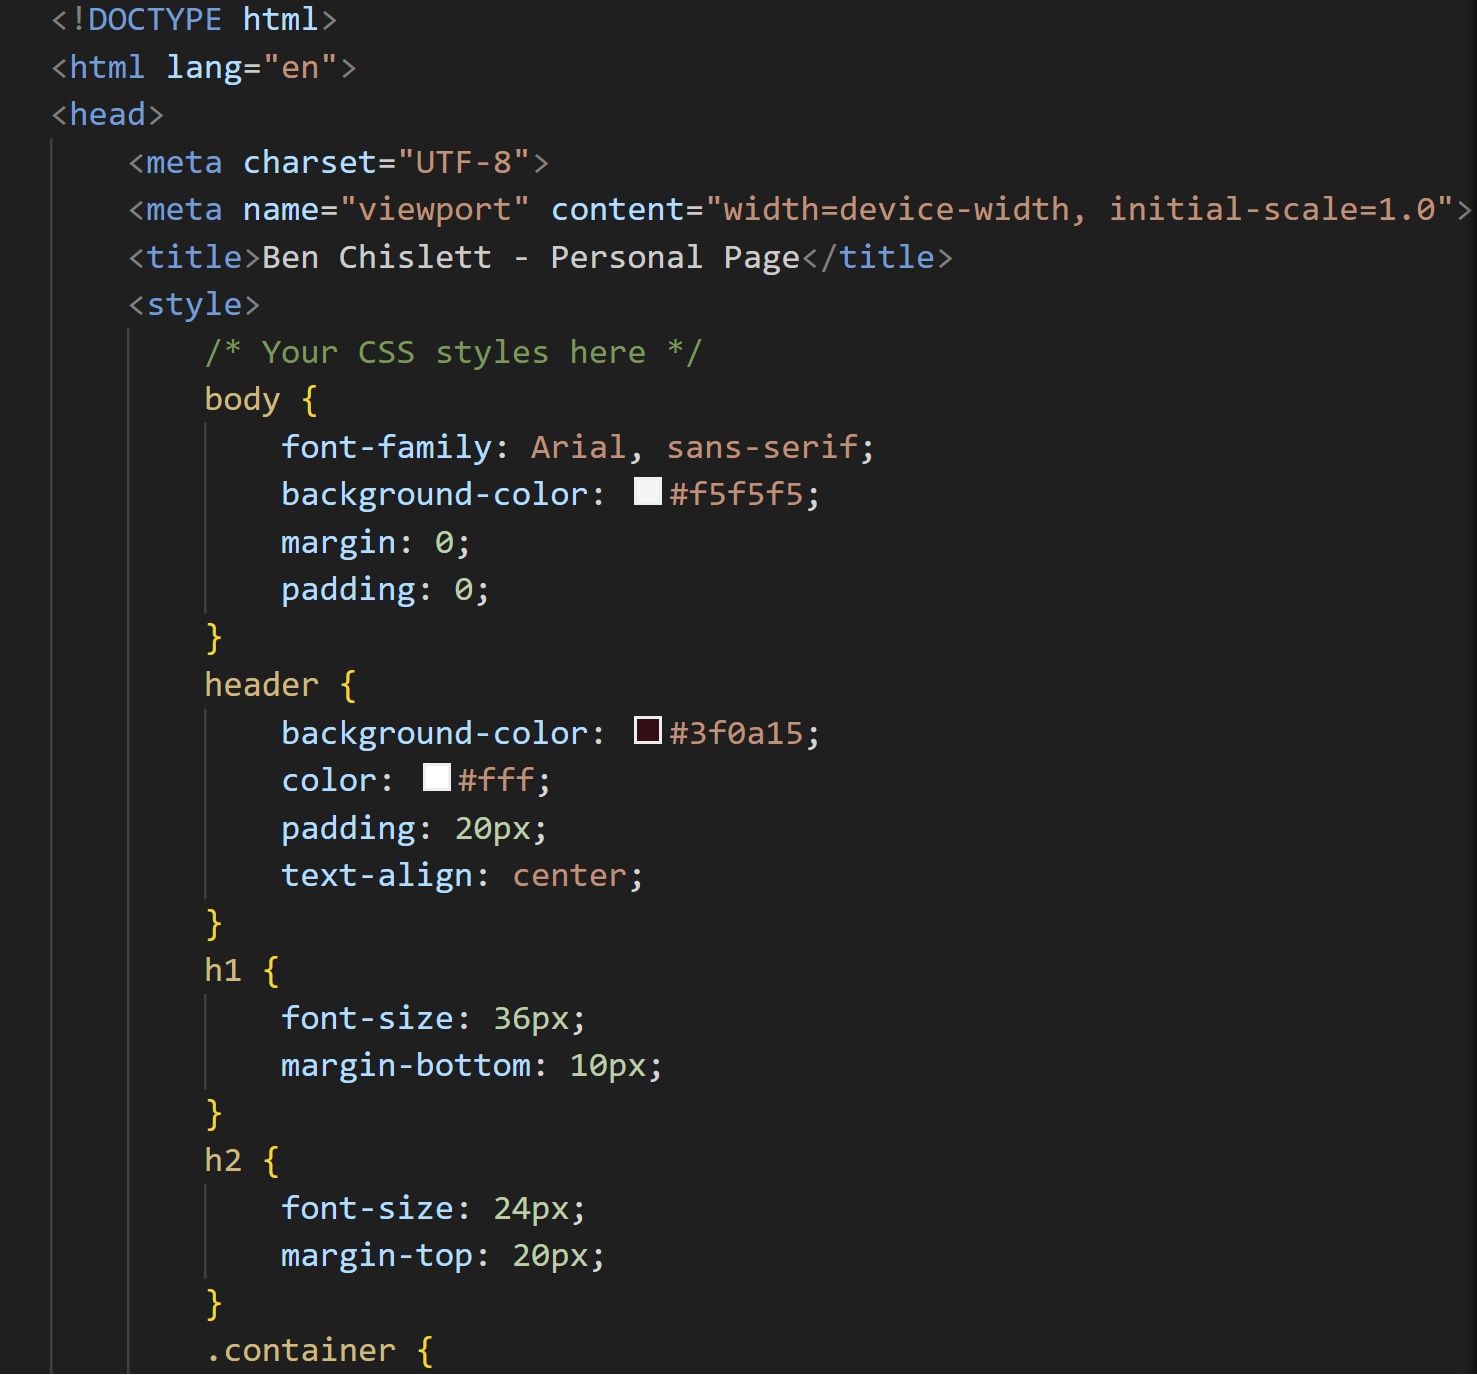 <!DOCTYPE html>
<html lang="en">
<head>
    <meta charset="UTF-8">
    <meta name="viewport" content="width=device-width, initial-scale=1.0">
    <title>Ben Chislett - Personal Page</title>
    <style>
        /* Your CSS styles here */
        body {
            font-family: Arial, sans-serif;
            background-color: #f5f5f5;
            margin: 0;
            padding: 0;
        }
        header {
            background-color: #3f0a15;
            color: #fff;
            padding: 20px;
            text-align: center;
        }
        h1 {
            font-size: 36px;
            margin-bottom: 10px;
        }
        h2 {
            font-size: 24px;
            margin-top: 20px;
        }
        .container {